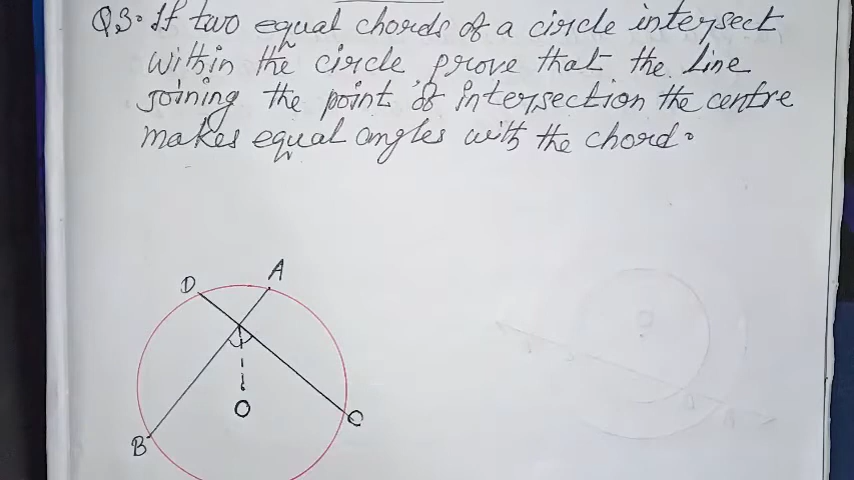 Q3. If two equal chords of a circle intersect
within the circle, prove that the line
joining the point of intersection the centre
makes equal angles with the chord.
D A
O
B C